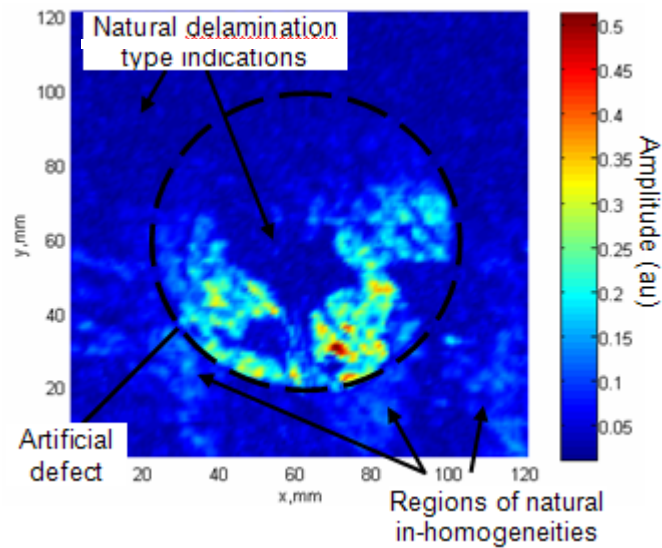 Natural delamination
type indications
120
100
80
60
40
20
y,mm
20 40 60 80 100 120
x,mm
0.5
0.45
0.4
0.35
0.3
0.25
0.2
0.15
0.1
0.05
Amplitude (au)
Artificial
defect
Regions of natural
in-homogeneities